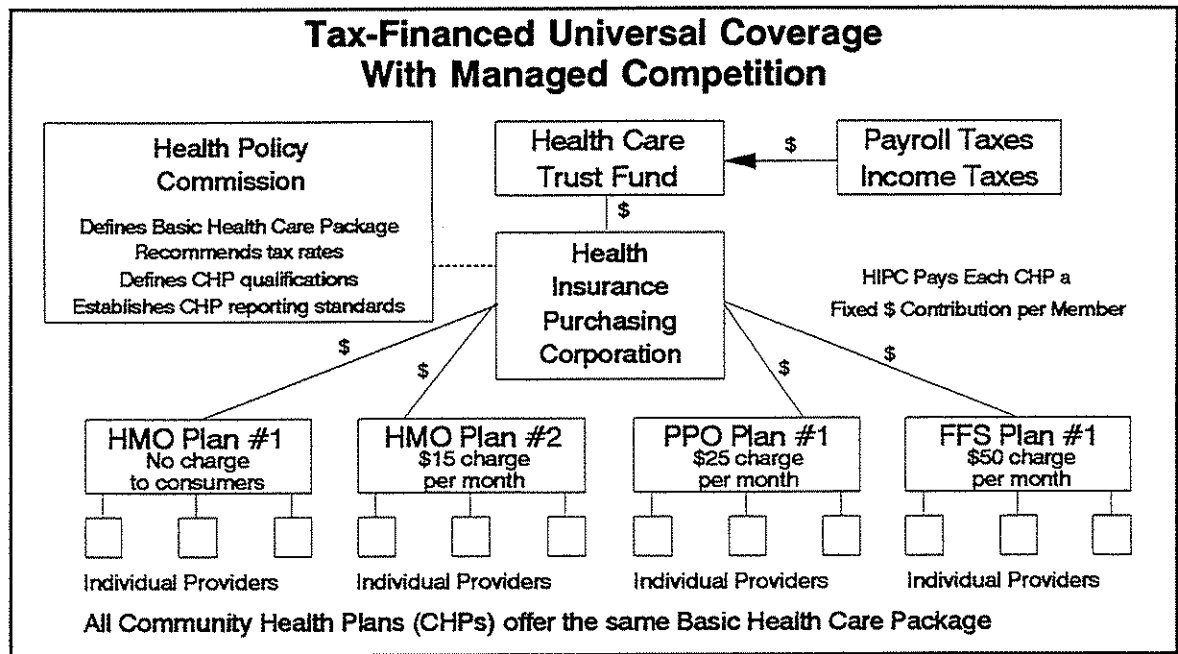 Tax-Financed Universal Coverage
With Managed Competition
Health Policy
Commission
Defines Basic Health Care Package
Recommends tax rates
Defines CHP qualifications
Establishes CHP reporting standards
Health Care
Trust Fund
$
Payroll Taxes
Income Taxes
$
Health
Insurance
Purchasing
Corporation
HIPC Pays Each CHP a
Fixed $ Contribution per Member
$
$
$
$
HMO Plan #1
No charge
to consumers
HMO Plan #2
$15 charge
per month
PPO Plan #1
$25 charge
per month
FFS Plan #1
$50 charge
per month
Individual Providers
Individual Providers
Individual Providers
Individual Providers
All Community Health Plans (CHPs) offer the same Basic Health Care Package